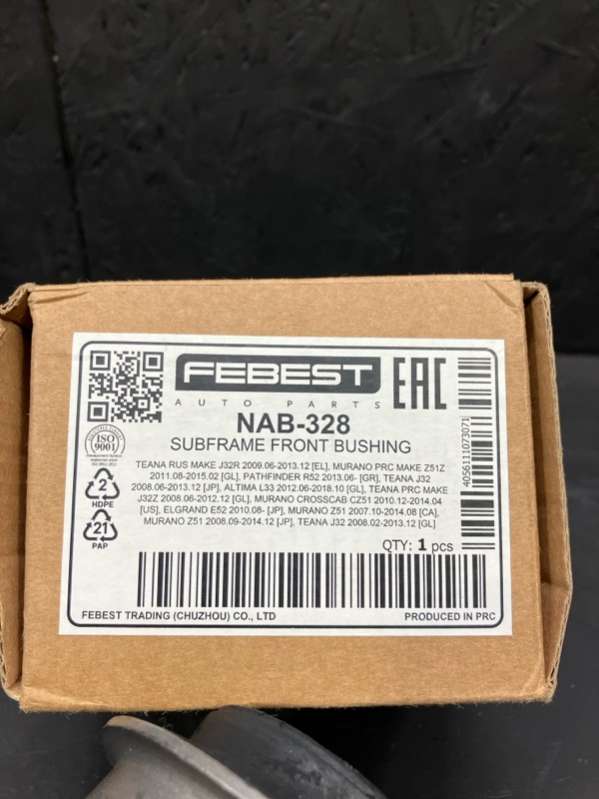 FEBEST
AUTO PARTS
EAC
NAB-328
SUBFRAME FRONT BUSHING
ISO
9001
2
HDPE
21
PAP
TEANA RUS MAKE J32R 2009.06-2013.12 [EL], MURANO PRC MAKE Z51Z
2011.08-2015.02 [GL], PATHFINDER R52 2013.06- [GR], TEANA J32
2008.06-2013.12 [JP], ALTIMA L33 2012.06-2018.10 [GL], TEANA PRC MAKE
J32Z 2008.06-2012.12 [GL], MURANO CROSSCAB CZ51 2010.12-2014.04
[US], ELGRAND E52 2010.08- [JP], MURANO Z51 2007.10-2014.08 [CA],
MURANO Z51 2008.09-2014.12 [JP], TEANA J32 2008.02-2013.12 [GL]
QTY: 1 pcs
4056111073071
FEBEST TRADING (CHUZHOU) CO., LTD
PRODUCED IN PRC